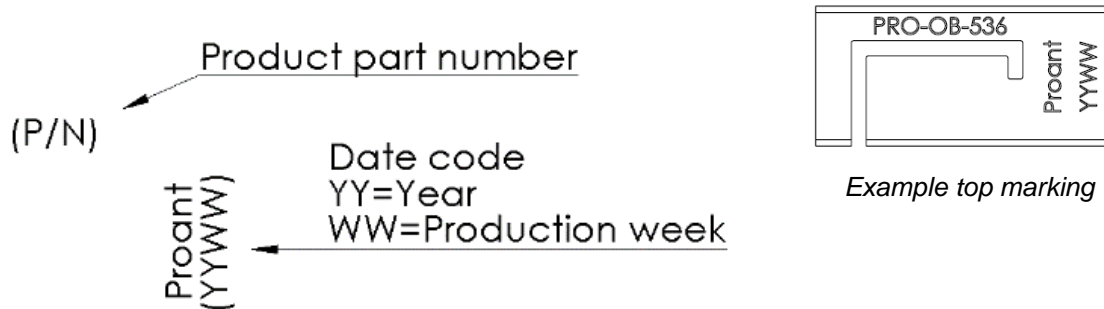 Product part number
(P/N)
Date code
YY=Year
WW=Production week
Proant
(YYWW)
PRO-OB-536
Proant
YYWW
Example top marking